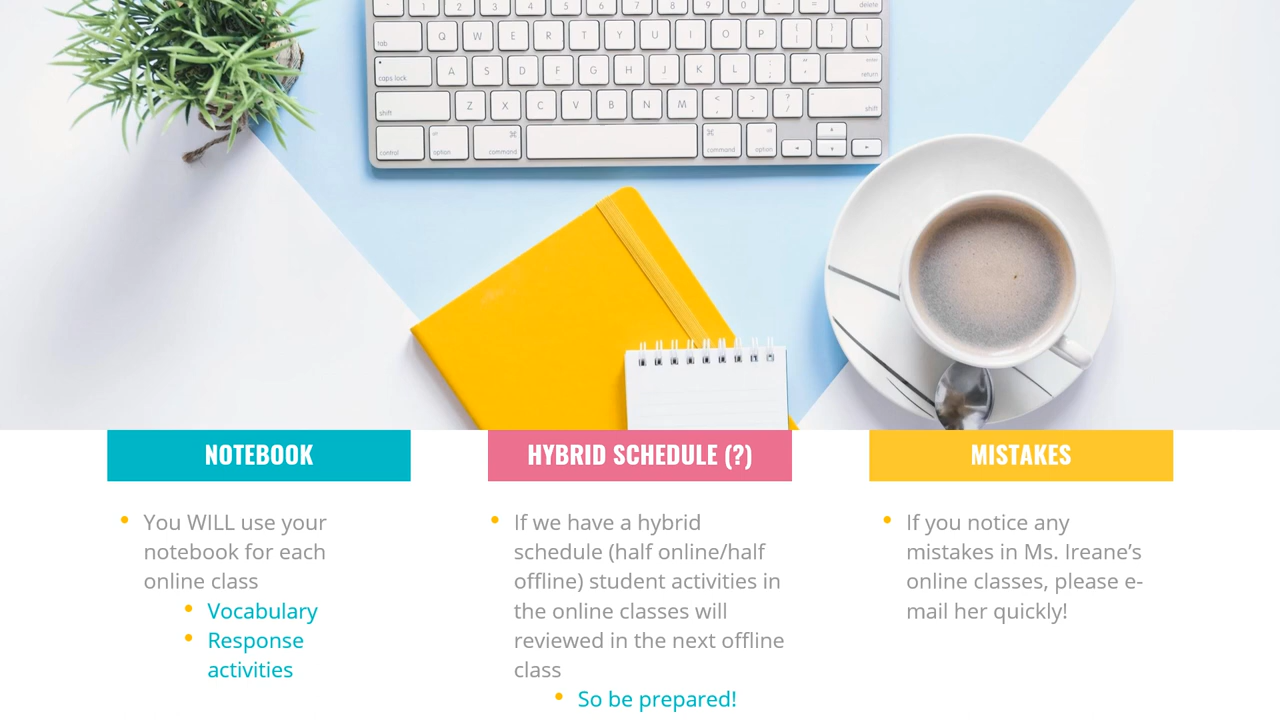 NOTEBOOK
You WILL use your
notebook for each
online class
Vocabulary
Response
activities
HYBRID SCHEDULE (?)
If we have a hybrid
schedule (half online/half
offline) student activities in
the online classes will
reviewed in the next offline
class
So be prepared!
MISTAKES
If you notice any
mistakes in Ms. Ireane’s
online classes, please e-
mail her quickly!